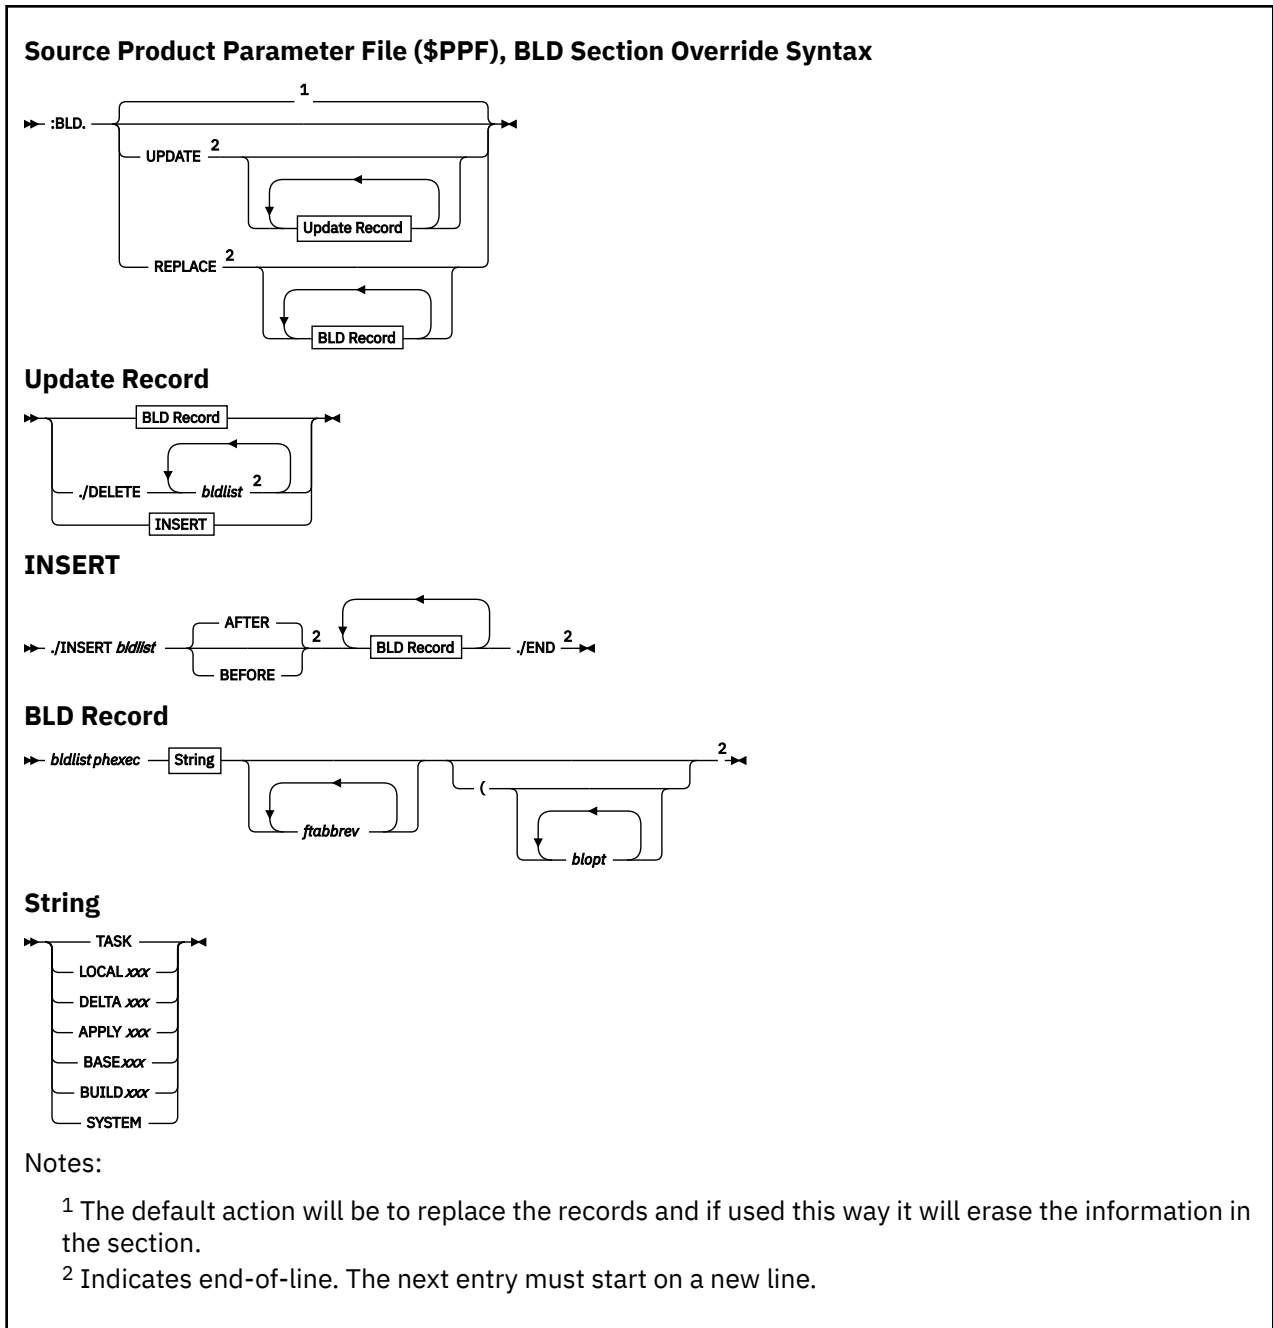 Source Product Parameter File ($PPF), BLD Section Override Syntax
1
:BLD.
UPDATE 2
Update Record
REPLACE 2
BLD Record
Update Record
BLD Record
./DELETE bldlist 2
INSERT
INSERT
AFTER
./INSERT bldlist 2 BLD Record ./END 2
BEFORE
BLD Record
bldlist phexec String 2
(
ftabbrev
blopt
String
TASK
LOCAL xxx
DELTA xxx
APPLY xxx
BASE xxx
BUILD xxx
SYSTEM
Notes:
1 The default action will be to replace the records and if used this way it will erase the information in
the section.
2 Indicates end-of-line. The next entry must start on a new line.